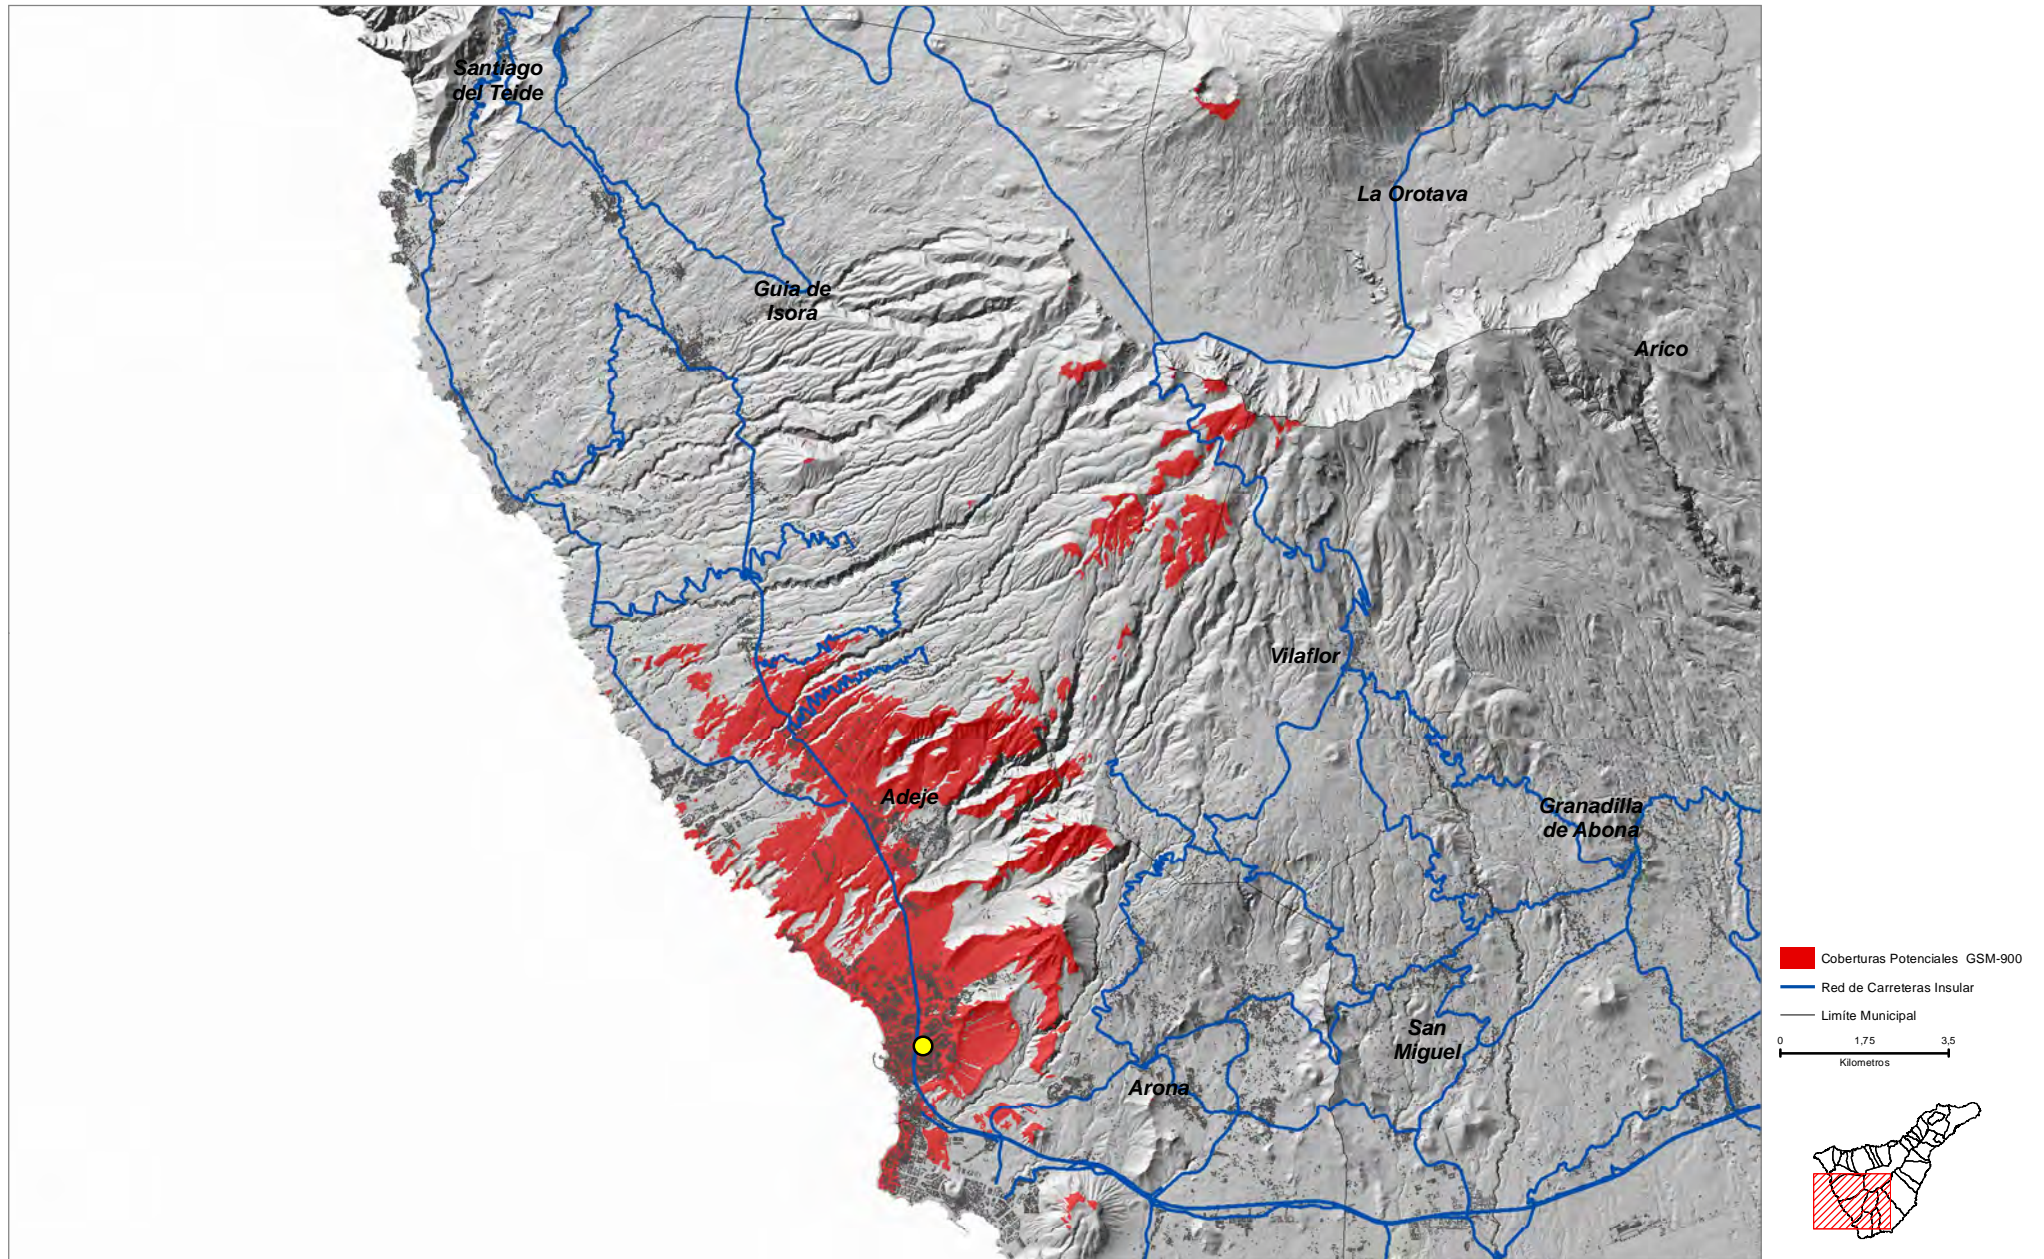 Santiago
del Teide
La Orotava
Guia de
Isora
Arico
Vilaflor
Adeje
Granadilla
de Abona
San
Miguel
Arona
Coberturas Potenciales GSM-900
Red de Carreteras Insular
Limíte Municipal
0 1,75 3,5
Kilometros